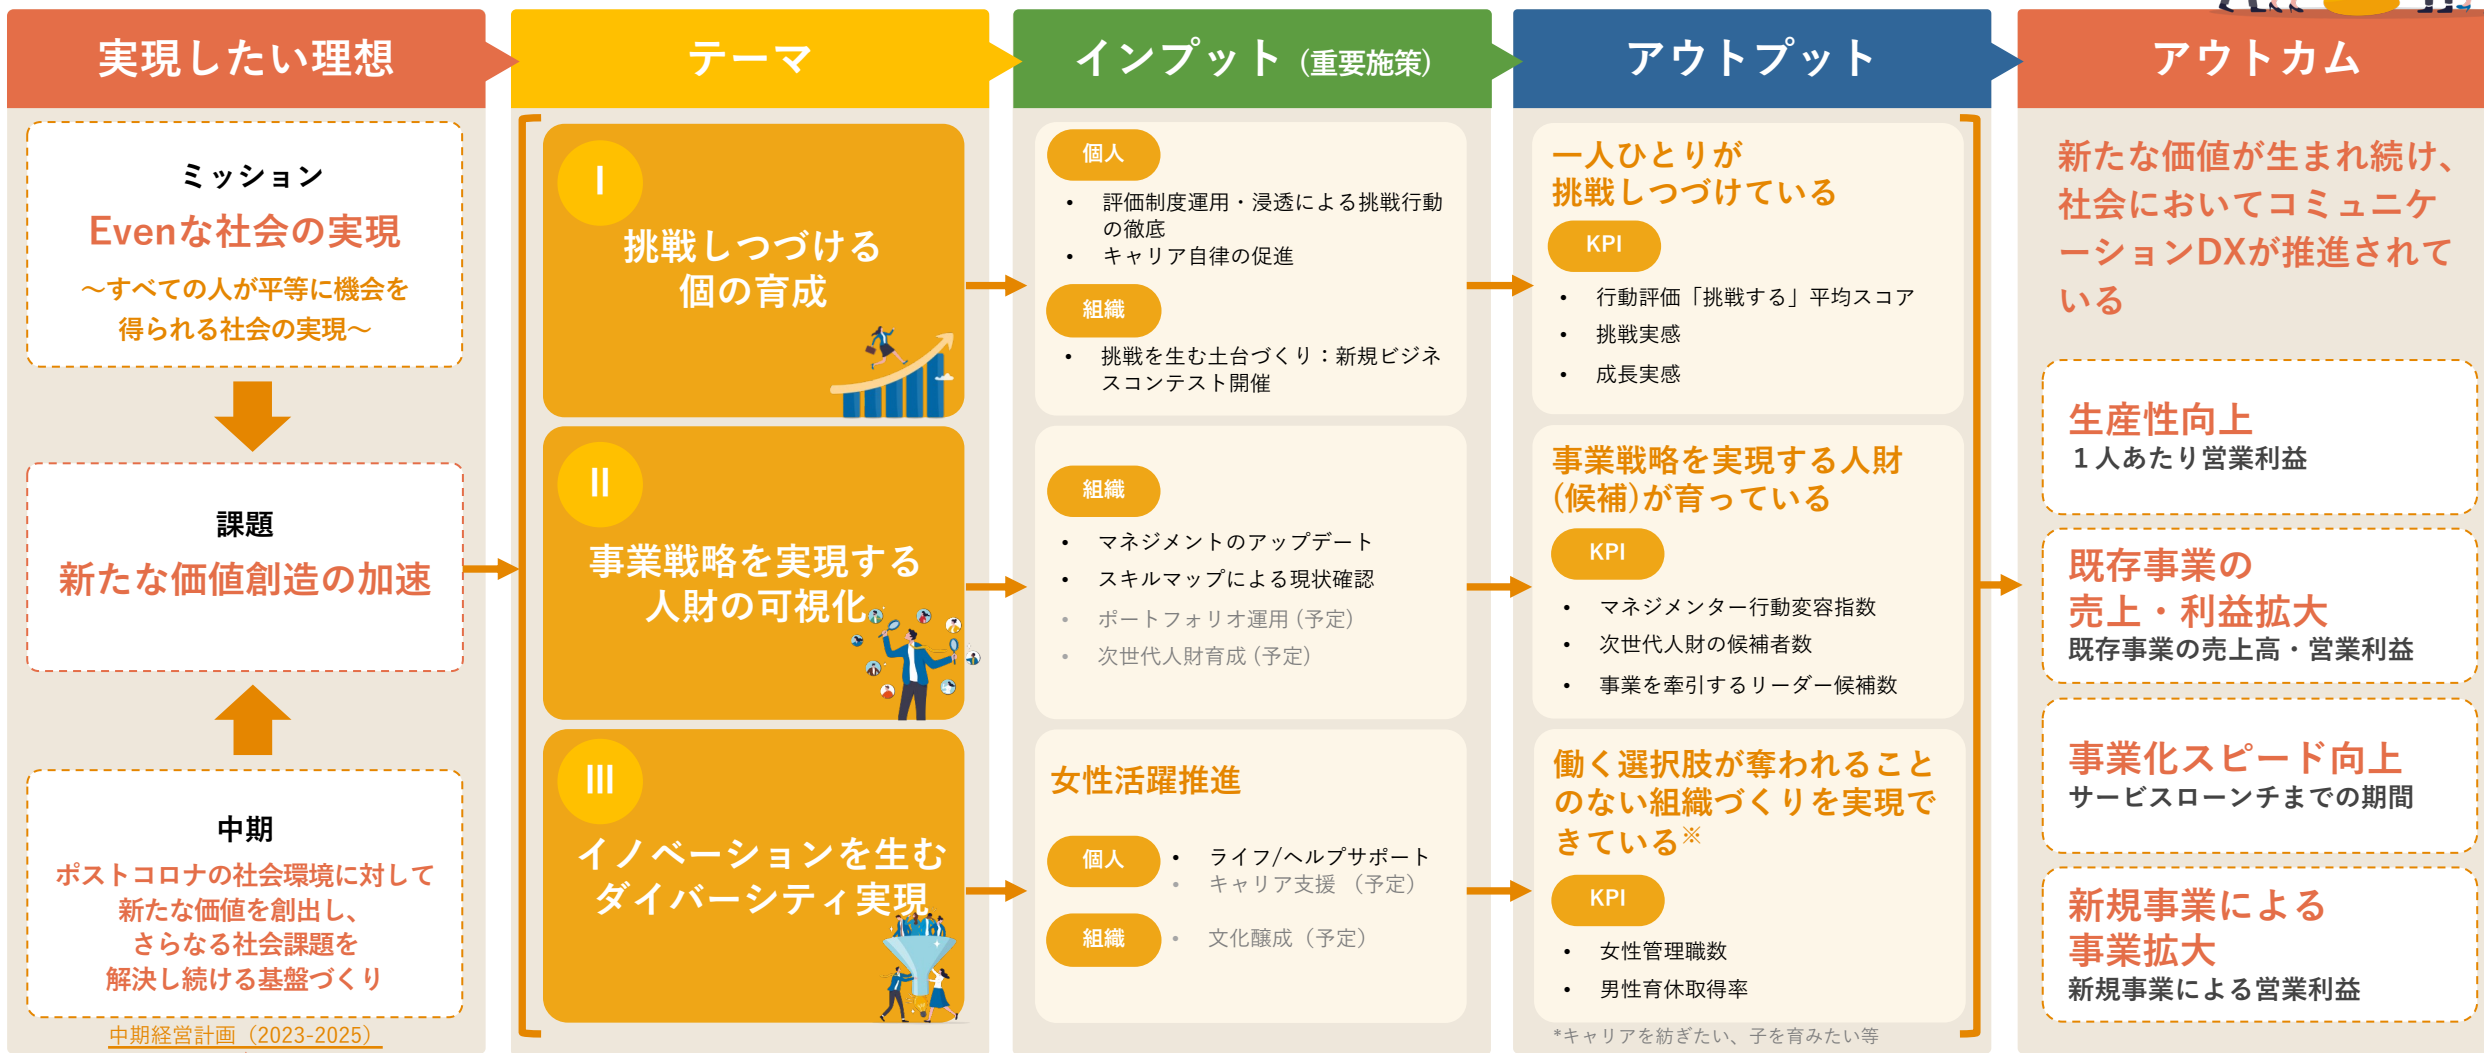 実現したい理想
ミッション
Evenな社会の実現
～すべての人が平等に機会を
得られる社会の実現～
課題
新たな価値創造の加速
中期
ポストコロナの社会環境に対して
新たな価値を創出し、
さらなる社会課題を
解決し続ける基盤づくり
中期経営計画（2023-2025）
テーマ
Ⅰ
挑戦しつづける
個の育成
Ⅱ
事業戦略を実現する
人財の可視化
Ⅲ
イノベーションを生む
ダイバーシティ実現
インプット（重要施策）
個人
• 評価制度運用・浸透による挑戦行動
の徹底
• キャリア自律の促進
組織
• 挑戦を生む土台づくり：新規ビジネ
スコンテスト開催
組織
• マネジメントのアップデート
• スキルマップによる現状確認
• ポートフォリオ運用（予定）
• 次世代人財育成（予定）
女性活躍推進
個人
• ライフ/ヘルプサポート
• キャリア支援 （予定）
組織
• 文化醸成（予定）
アウトプット
一人ひとりが
挑戦しつづけている
KPI
• 行動評価「挑戦する」平均スコア
• 挑戦実感
• 成長実感
事業戦略を実現する人財
(候補)が育っている
KPI
• マネジメンター行動変容指数
• 次世代人財の候補者数
• 事業を牽引するリーダー候補数
働く選択肢が奪われること
のない組織づくりを実現で
きている※
KPI
• 女性管理職数
• 男性育休取得率
*キャリアを紡ぎたい、子を育みたい等
アウトカム
新たな価値が生まれ続け、
社会においてコミュニケ
ーションDXが推進されて
いる
生産性向上
１人あたり営業利益
既存事業の
売上・利益拡大
既存事業の売上高・営業利益
事業化スピード向上
サービスローンチまでの期間
新規事業による
事業拡大
新規事業による営業利益